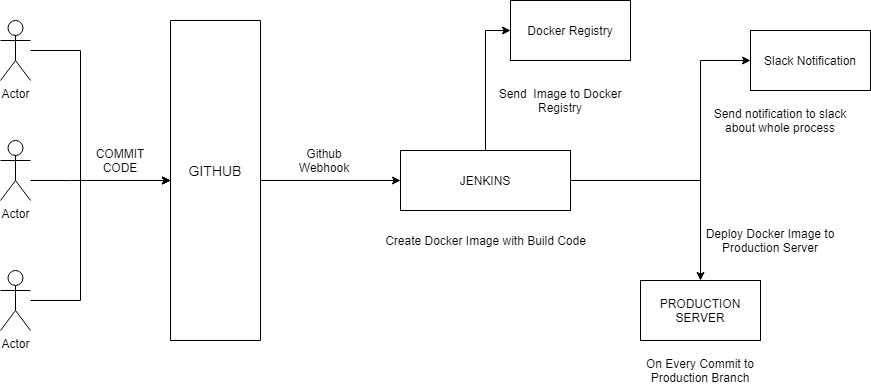 Docker Registry
Slack Notification
Actor
Send Image to Docker
Registry
Send notification to slack
about whole process
COMMIT
CODE
GITHUB
Github
Webhook
JENKINS
Actor
Create Docker Image with Build Code
Deploy Docker Image to
Production Server
PRODUCTION
SERVER
Actor
On Every Commit to
Production Branch